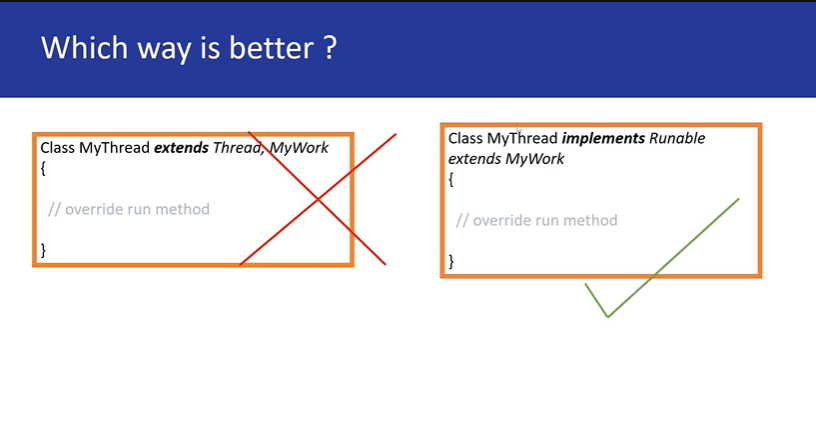 Which way is better ?
Class MyThread extends Thread, MyWork
{
// override run method
}
Class MyThread implements Runable
extends MyWork
{
// override run method
}